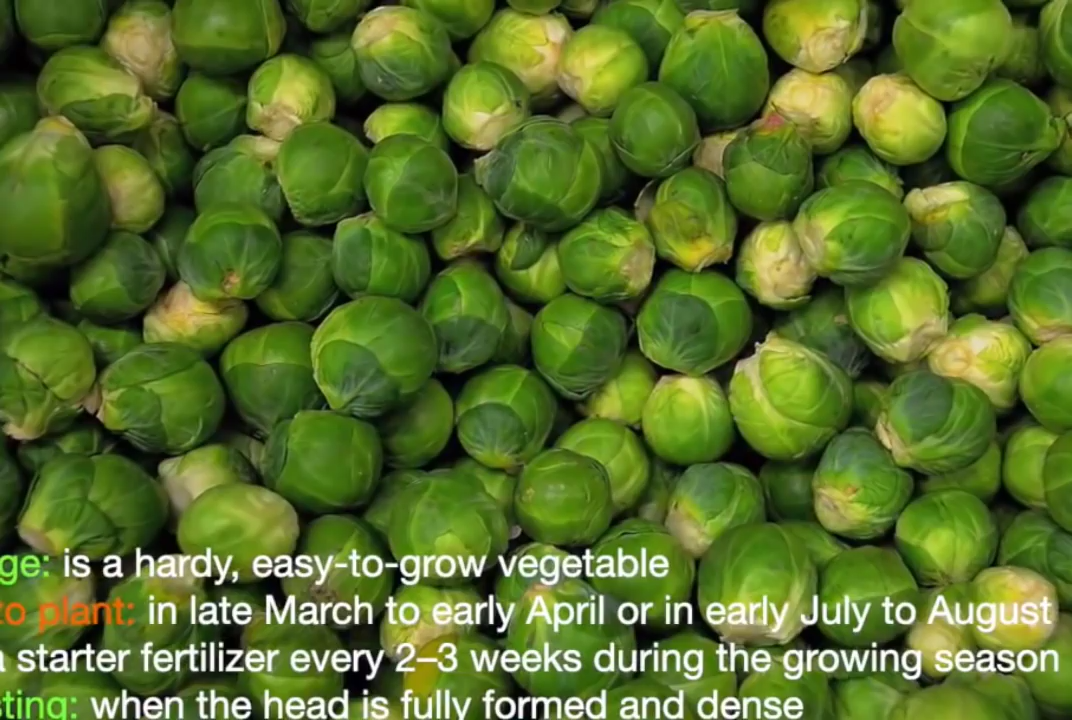 ge: is a hardy, easy-to-grow vegetable
to plant: in late March to early April or in early July to August
a starter fertilizer every 2–3 weeks during the growing season
sting: when the head is fully formed and dense